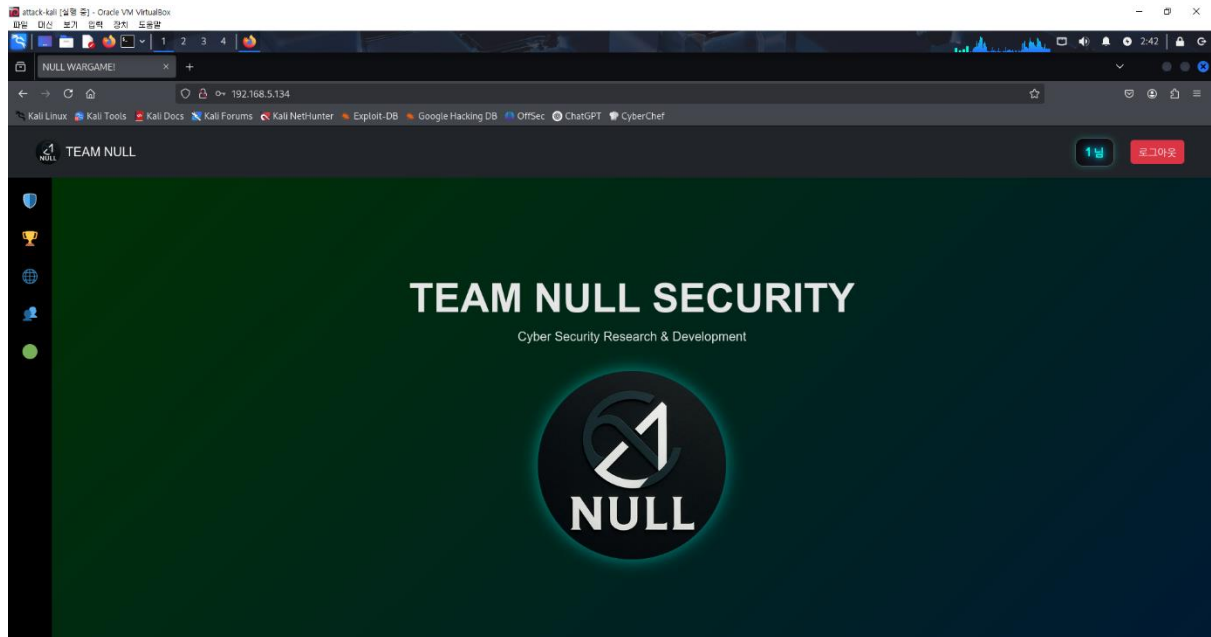 attack-kali [실행 중] - Oracle VM VirtualBox
파일 머신 보기 입력 장치 도움말
1 2 3 4
2:42
NULL WARGAME!
192.168.5.134
Kali Linux Kali Tools Kali Docs Kali Forums Kali NetHunter Exploit-DB Google Hacking DB OffSec ChatGPT CyberChef
NULL TEAM NULL
1 님 로그아웃
TEAM NULL SECURITY
Cyber Security Research & Development
NULL